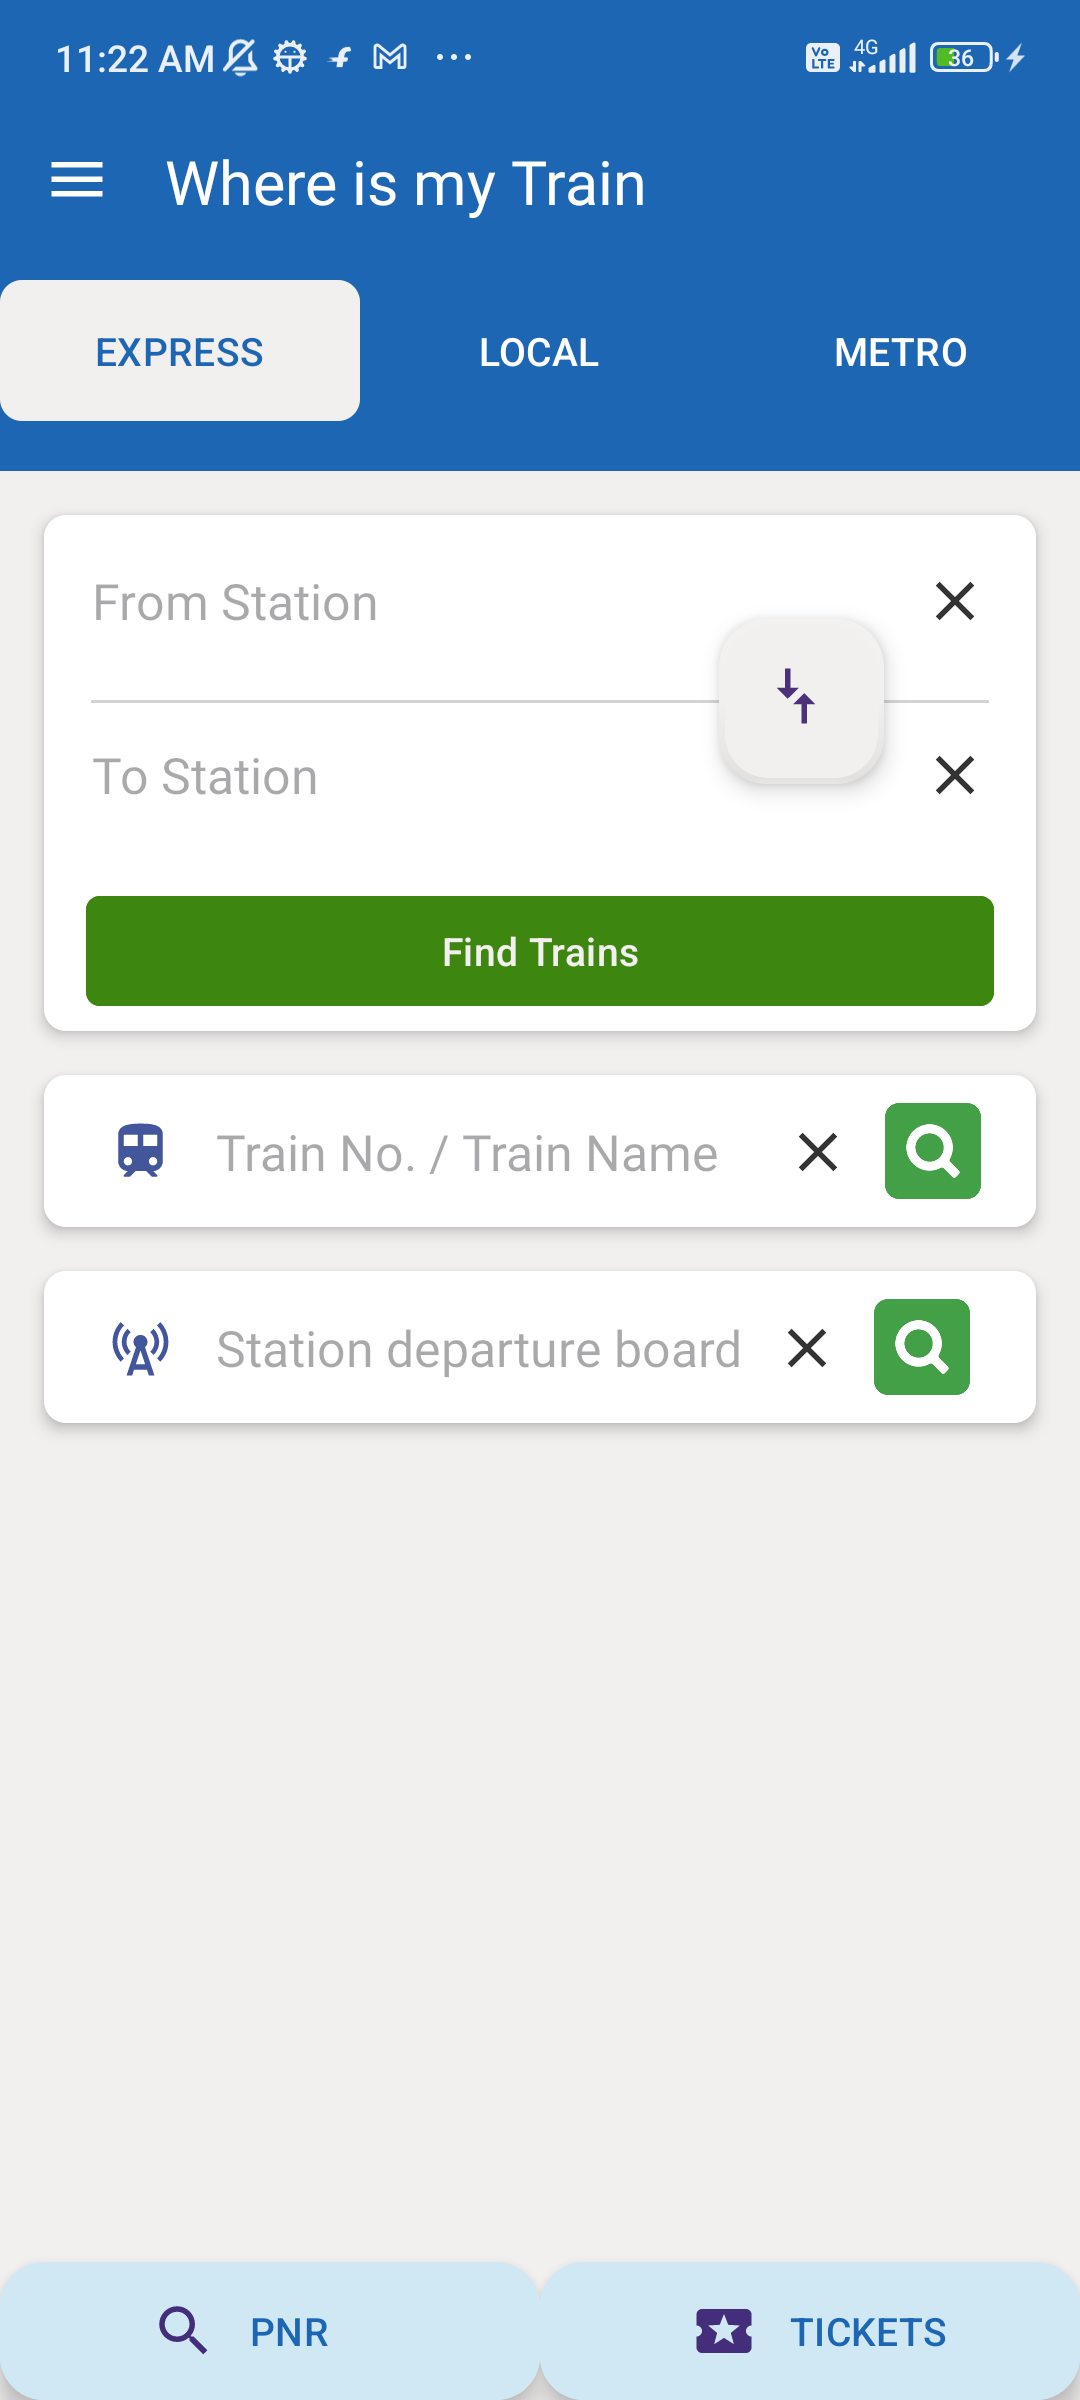 11:22 AM
Vo LTE
4G
36
Where is my Train
EXPRESS
LOCAL
METRO
From Station
To Station
Find Trains
Train No. / Train Name
Station departure board
PNR
TICKETS